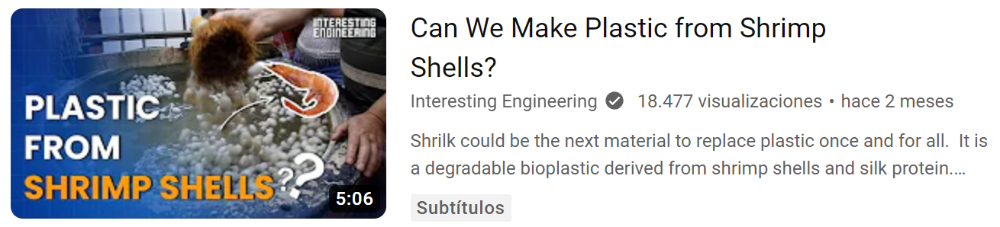 INTERESTING
ENGINEERING
PLASTIC
FROM
SHRIMP SHELLS??
5:06
Can We Make Plastic from Shrimp
Shells?
Interesting Engineering 18.477 visualizaciones • hace 2 meses
Shrilk could be the next material to replace plastic once and for all. It is
a degradable bioplastic derived from shrimp shells and silk protein....
Subtítulos